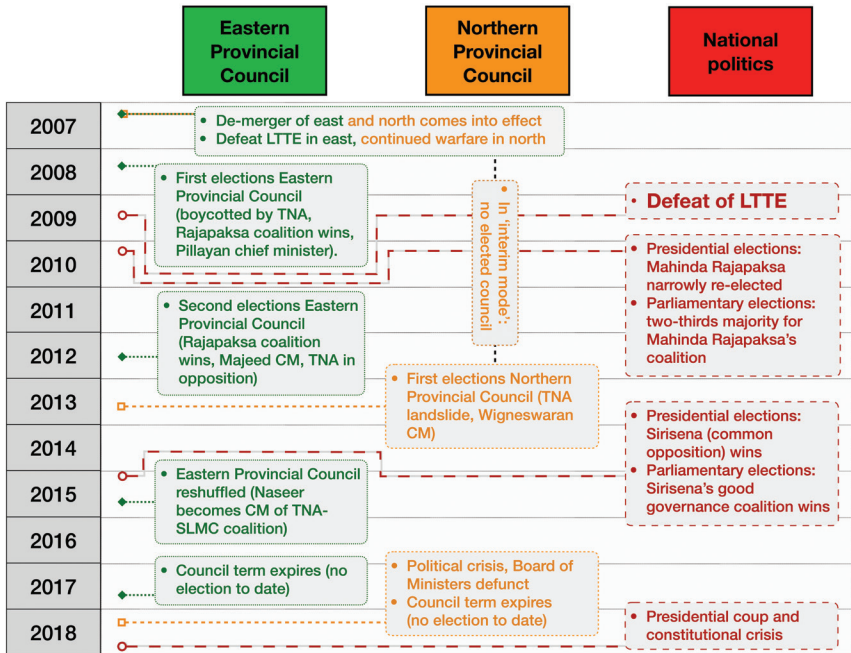 Eastern
Provincial
Council
Northern
Provincial
Council
National
politics
2007
• De-merger of east and north comes into effect
• Defeat LTTE in east, continued warfare in north
2008
• First elections Eastern
Provincial Council
(boycotted by TNA,
Rajapaksa coalition wins,
Pillayan chief minister).
• In 'interim mode':
no elected council
2009
• Defeat of LTTE
2010
• Presidential elections:
Mahinda Rajapaksa
narrowly re-elected
• Parliamentary elections:
two-thirds majority for
Mahinda Rajapaksa's
coalition
2011
• Second elections Eastern
Provincial Council
(Rajapaksa coalition
wins, Majeed CM, TNA in
opposition)
2012
2013
• First elections Northern
Provincial Council (TNA
landslide, Wigneswaran
CM)
2014
• Presidential elections:
Sirisena (common
opposition) wins
• Parliamentary elections:
Sirisena's good
governance coalition wins
2015
• Eastern Provincial Council
reshuffled (Naseer
becomes CM of TNA-
SLMC coalition)
2016
2017
• Council term expires (no
election to date)
• Political crisis, Board of
Ministers defunct
• Council term expires
(no election to date)
2018
• Presidential coup and
constitutional crisis